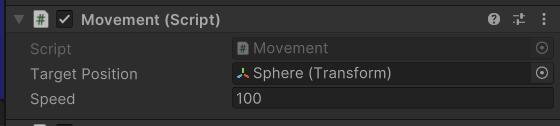 Movement (Script)
Script Movement
Target Position Sphere (Transform)
Speed 100